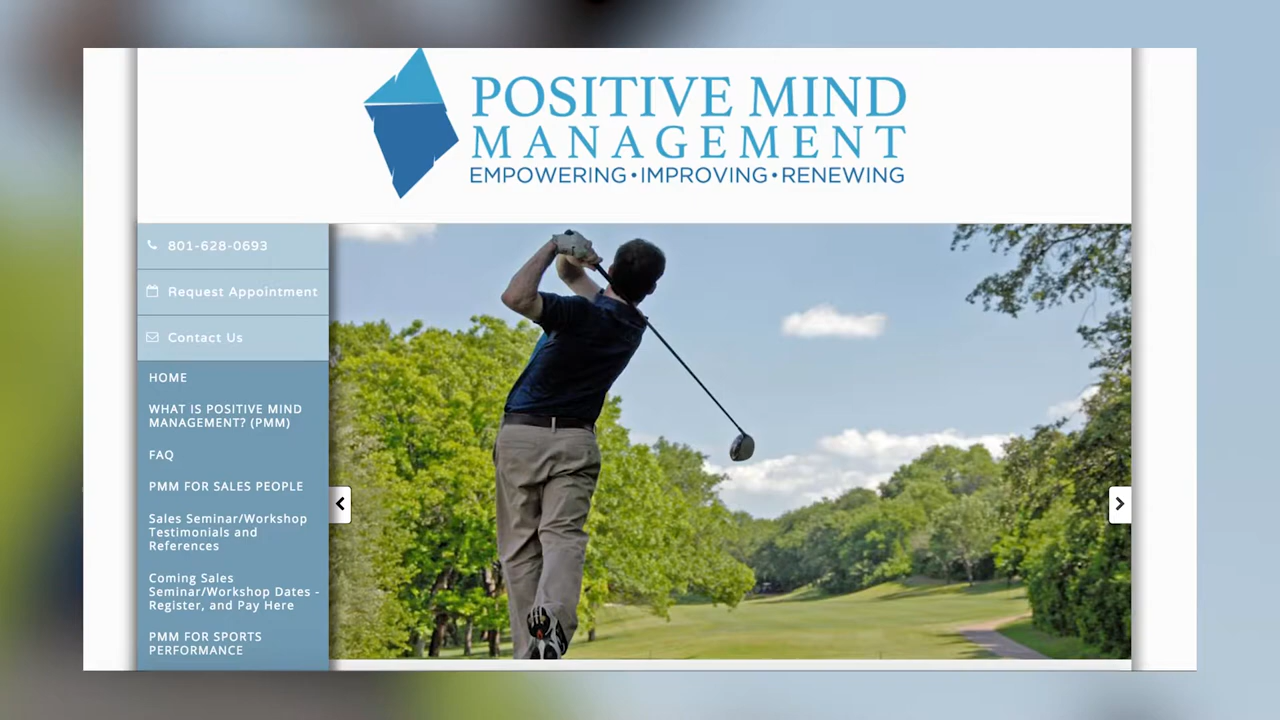 POSITIVE MIND
MANAGEMENT
EMPOWERING • IMPROVING • RENEWING
801-628-0693
Request Appointment
Contact Us
HOME
WHAT IS POSITIVE MIND
MANAGEMENT? (PMM)
FAQ
PMM FOR SALES PEOPLE
Sales Seminar/Workshop
Testimonials and
References
Coming Sales
Seminar/Workshop Dates -
Register, and Pay Here
PMM FOR SPORTS
PERFORMANCE